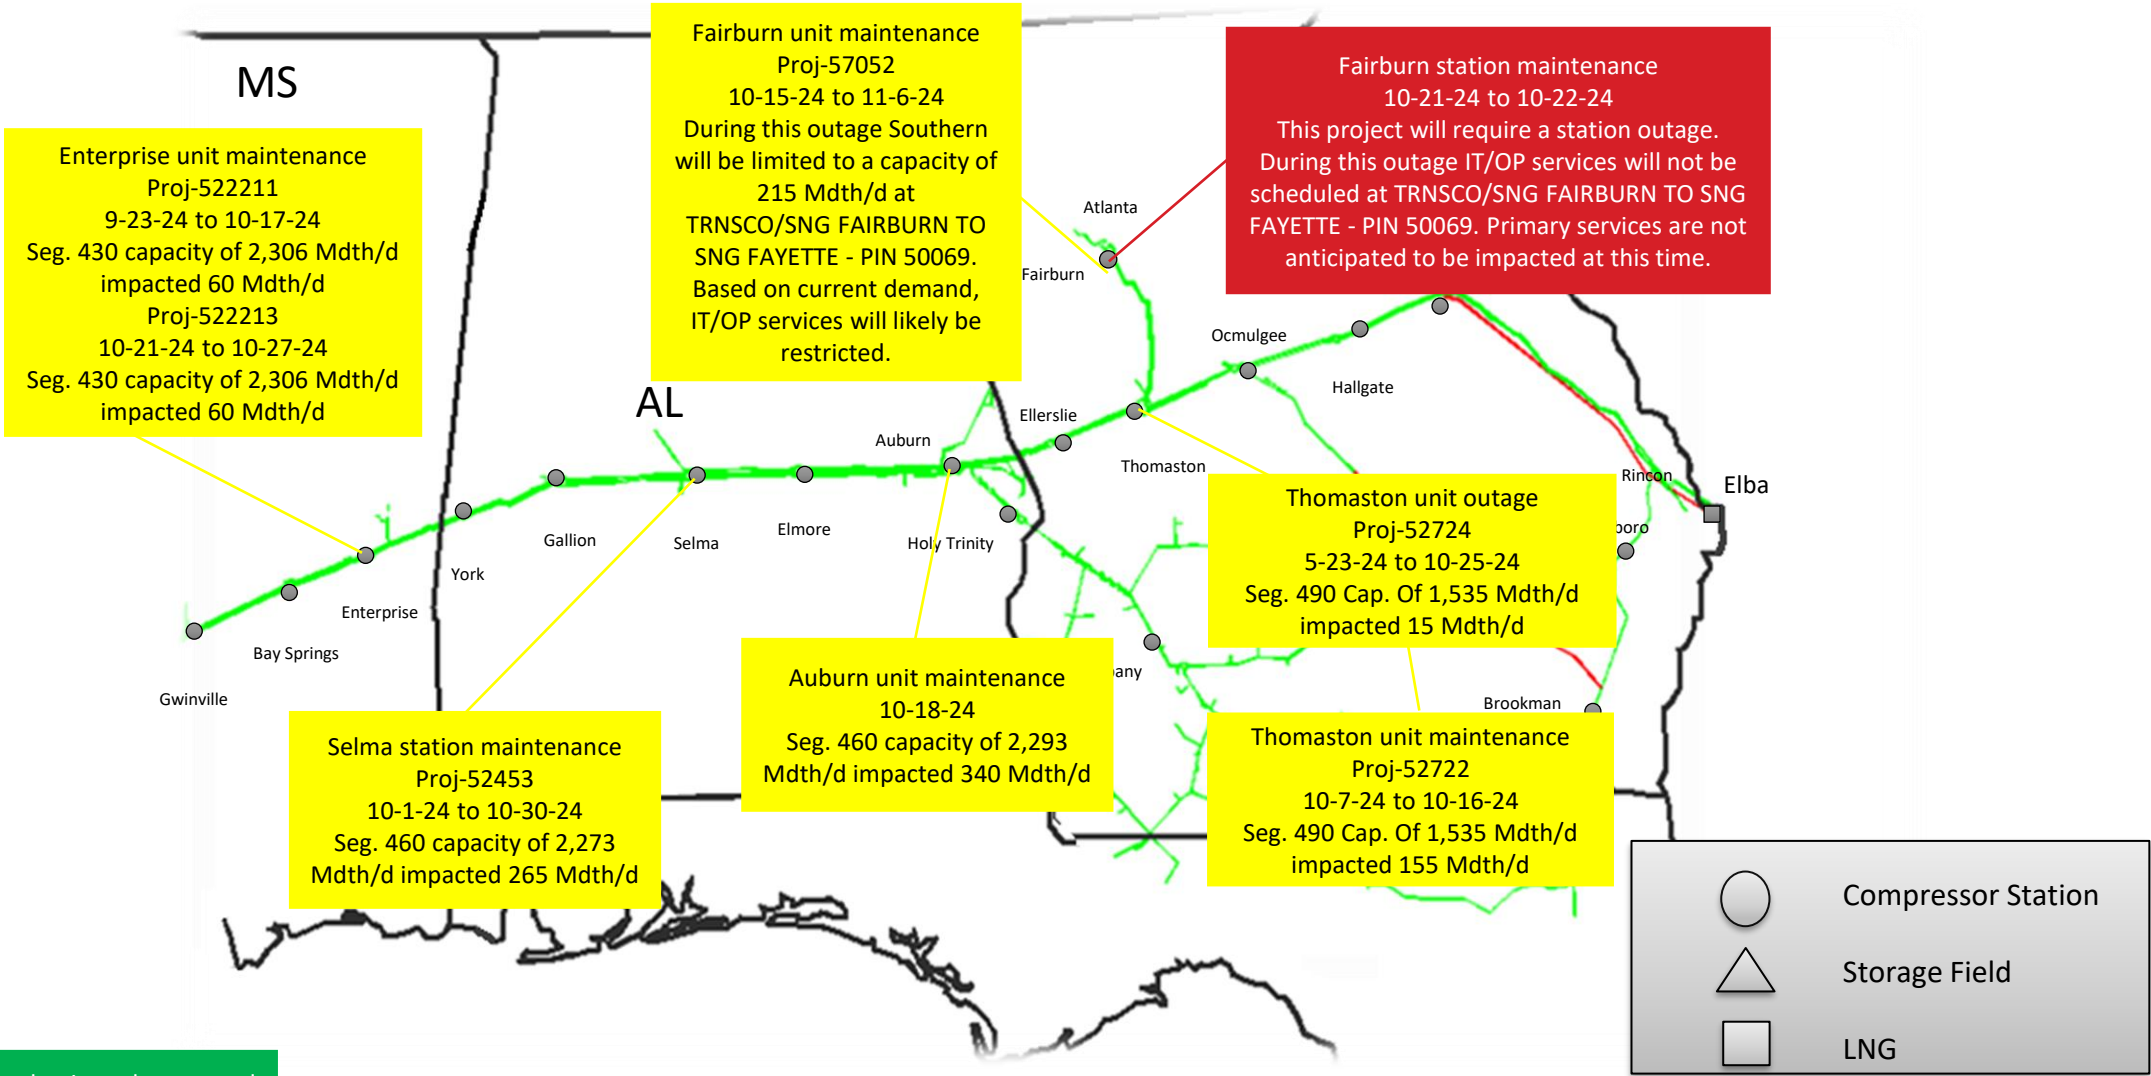 MS
Fairburn unit maintenance
Proj-57052
10-15-24 to 11-6-24
During this outage Southern
will be limited to a capacity of
215 Mdth/d at
TRNSCO/SNG FAIRBURN TO
SNG FAYETTE - PIN 50069.
Based on current demand,
IT/OP services will likely be
restricted.
Fairburn station maintenance
10-21-24 to 10-22-24
This project will require a station outage.
During this outage IT/OP services will not be
scheduled at TRNSCO/SNG FAIRBURN TO SNG
FAYETTE - PIN 50069. Primary services are not
anticipated to be impacted at this time.
Enterprise unit maintenance
Proj-522211
9-23-24 to 10-17-24
Seg. 430 capacity of 2,306 Mdth/d
impacted 60 Mdth/d
Proj-522213
10-21-24 to 10-27-24
Seg. 430 capacity of 2,306 Mdth/d
impacted 60 Mdth/d
Atlanta
Fairburn
Ocmulgee
Hallgate
AL
Ellerslie
Auburn
Thomaston
Rincon
Elba
boro
Gallion
Selma
Elmore
Holy Trinity
York
Enterprise
Bay Springs
Gwinville
Thomaston unit outage
Proj-52724
5-23-24 to 10-25-24
Seg. 490 Cap. Of 1,535 Mdth/d
impacted 15 Mdth/d
any
Brookman
Auburn unit maintenance
10-18-24
Seg. 460 capacity of 2,293
Mdth/d impacted 340 Mdth/d
Selma station maintenance
Proj-52453
10-1-24 to 10-30-24
Seg. 460 capacity of 2,273
Mdth/d impacted 265 Mdth/d
Thomaston unit maintenance
Proj-52722
10-7-24 to 10-16-24
Seg. 490 Cap. Of 1,535 Mdth/d
impacted 155 Mdth/d
Compressor Station
Storage Field
LNG